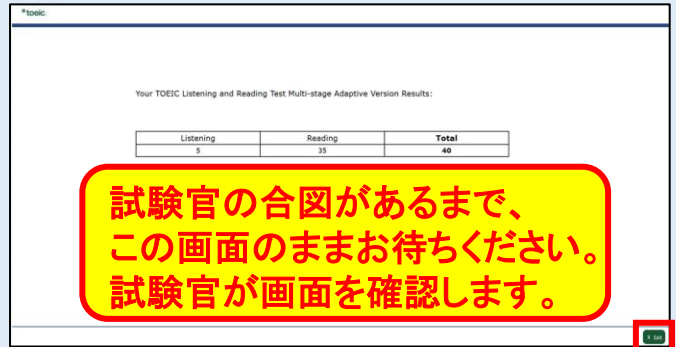 *toeic.
Your TOEIC Listening and Reading Test Multi-stage Adaptive Version Results:
Listening Reading Total
5 35 40
試験官の合図があるまで、
この画面のままお待ちください。
試験官が画面を確認します。
X Exit